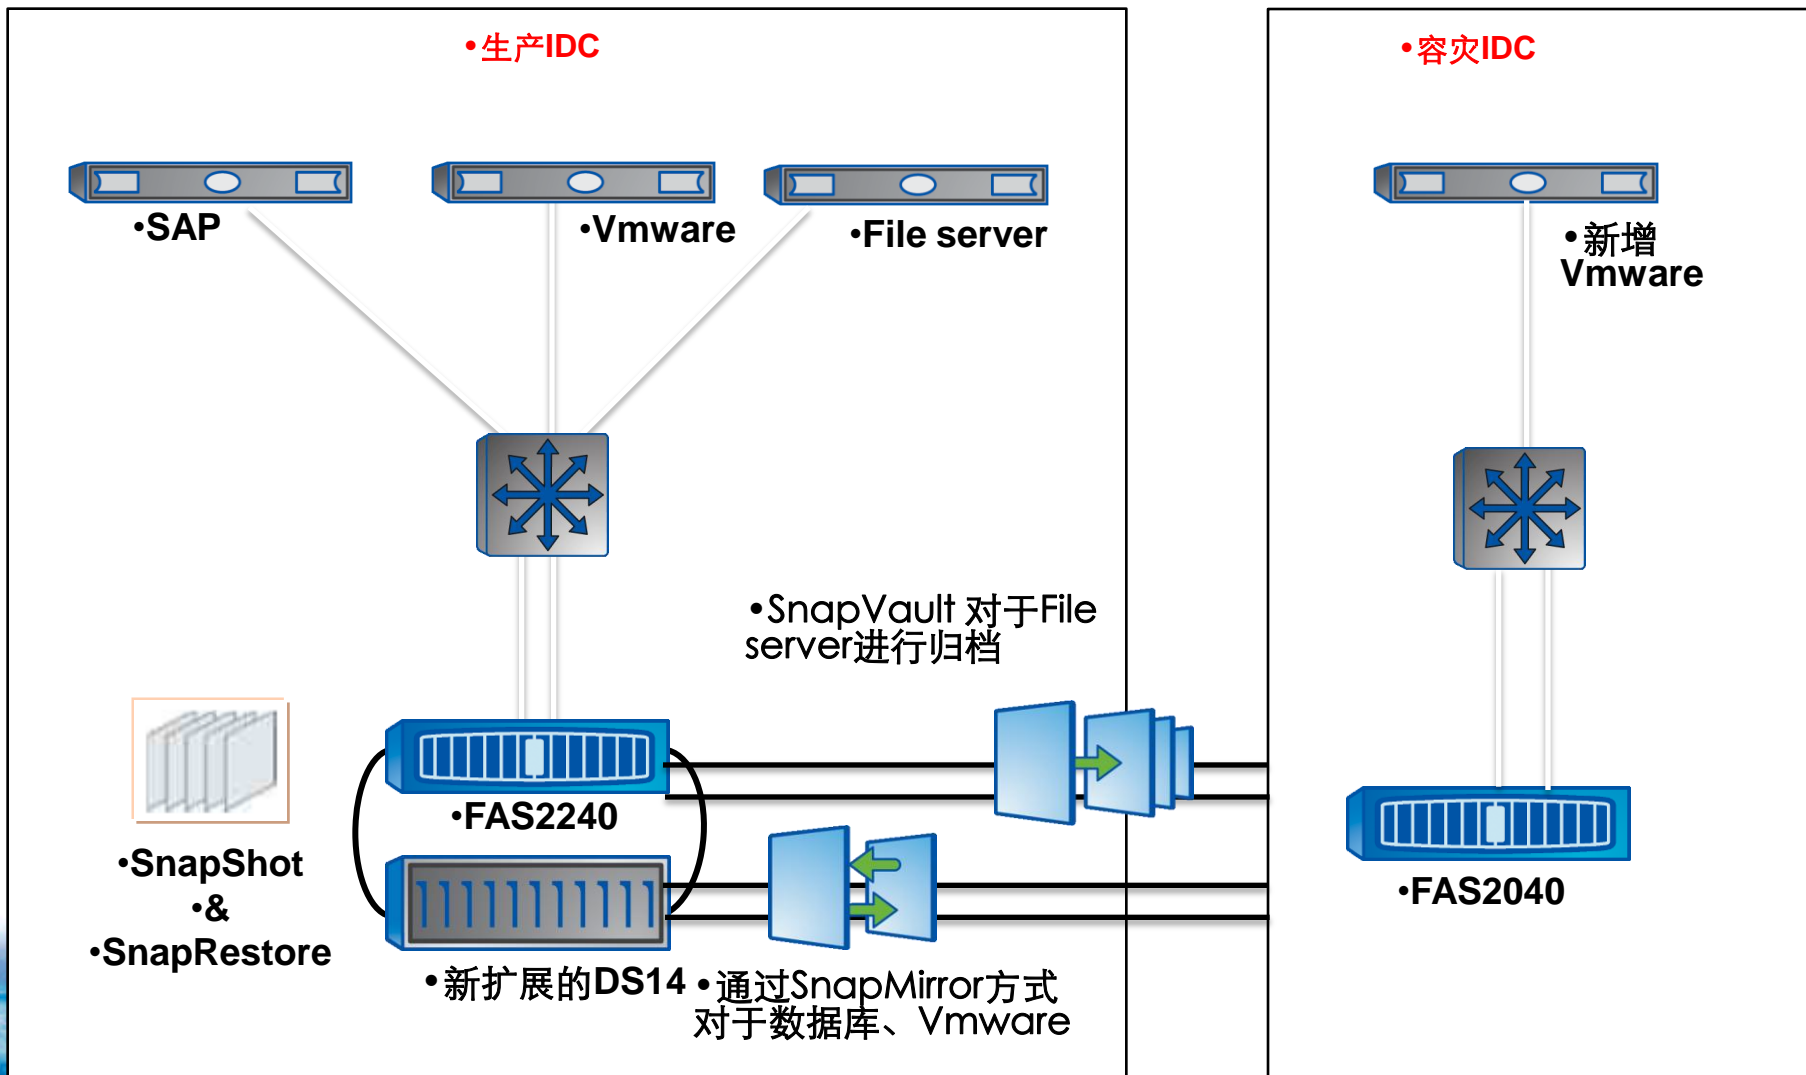 •生产IDC
•容灾IDC
•SAP
•Vmware
•File server
•新增
Vmware
•SnapVault 对于File
server进行归档
•FAS2240
•SnapShot
•&
•SnapRestore
•FAS2040
•新扩展的DS14
•通过SnapMirror方式
对于数据库、Vmware